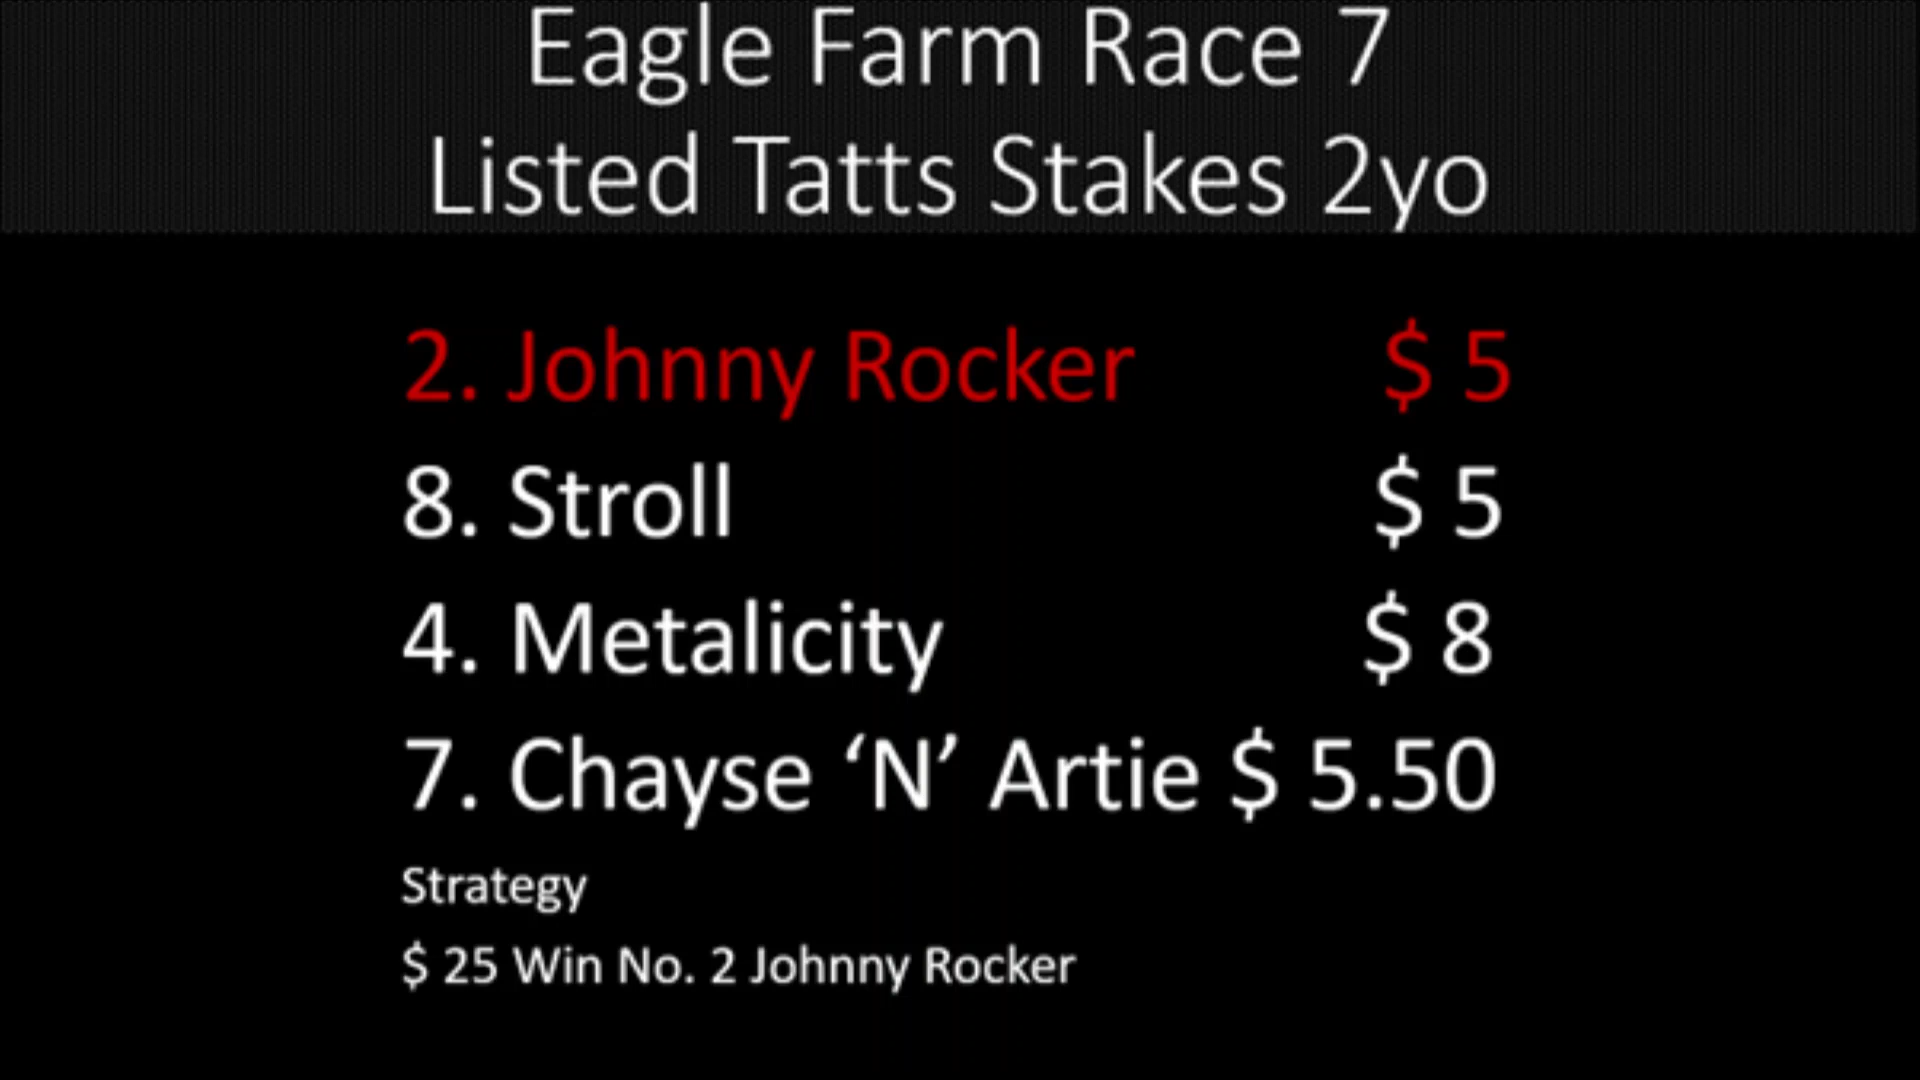 Eagle Farm Race 7
Listed Tatts Stakes 2yo
2. Johnny Rocker $ 5
8. Stroll $ 5
4. Metalicity $ 8
7. Chayse ‘N’ Artie $ 5.50
Strategy
$ 25 Win No. 2 Johnny Rocker